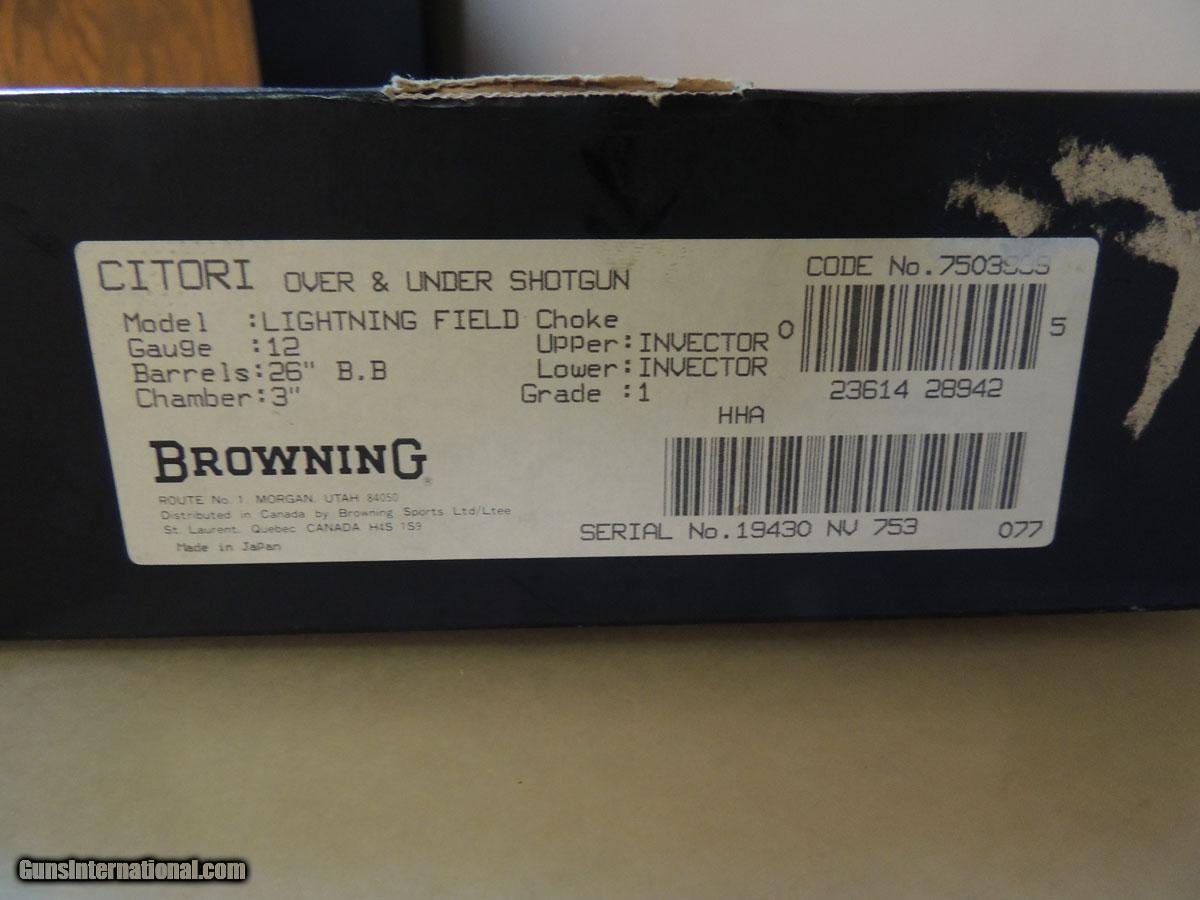 CITORI OVER & UNDER SHOTGUN
CODE No.
Model :LIGHTNING FIELD Choke
Gauge :12 Upper:INVECTOR
Barrels:26" B.B Lower:INVECTOR
Chamber:3" Grade :1
0 5
23614 28942
HHA
BROWNING®
ROUTE No. 1, MORGAN, UTAH 84050
Distributed in Canada by Browning Sports Ltd/Ltee
St. Laurent, Quebec CANADA H4S 1S9
Made in Japan
SERIAL No.19430 NV 753 077
GunsInternational.com